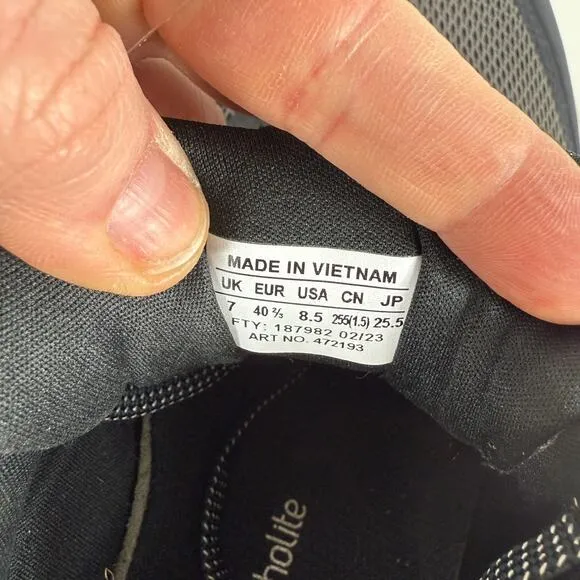 MADE IN VIETNAM
UK EUR USA CN JP
7 40 ⅔ 8.5 255(1.5) 25.5
FTY: 187982 02/23
ART NO. 472193
holite